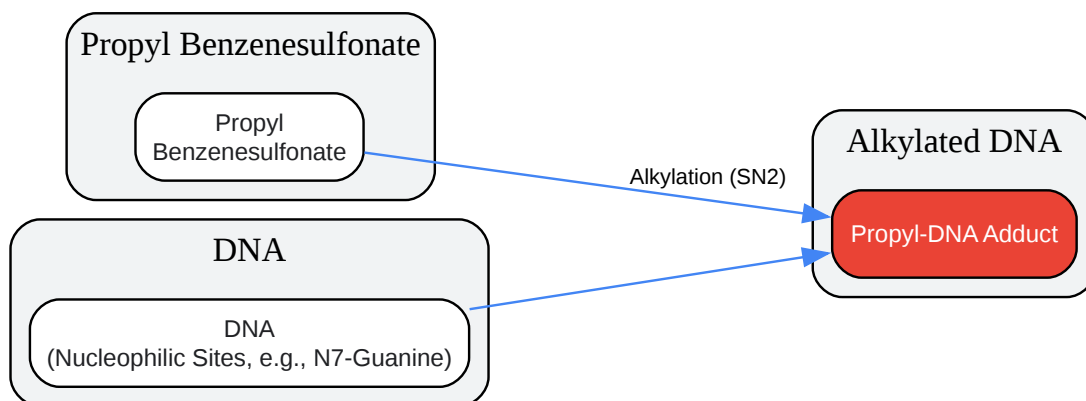 Propyl Benzenesulfonate
Propyl
Benzenesulfonate
Alkylation (SN2)
DNA
DNA
(Nucleophilic Sites, e.g., N7-Guanine)
Alkylated DNA
Propyl-DNA Adduct